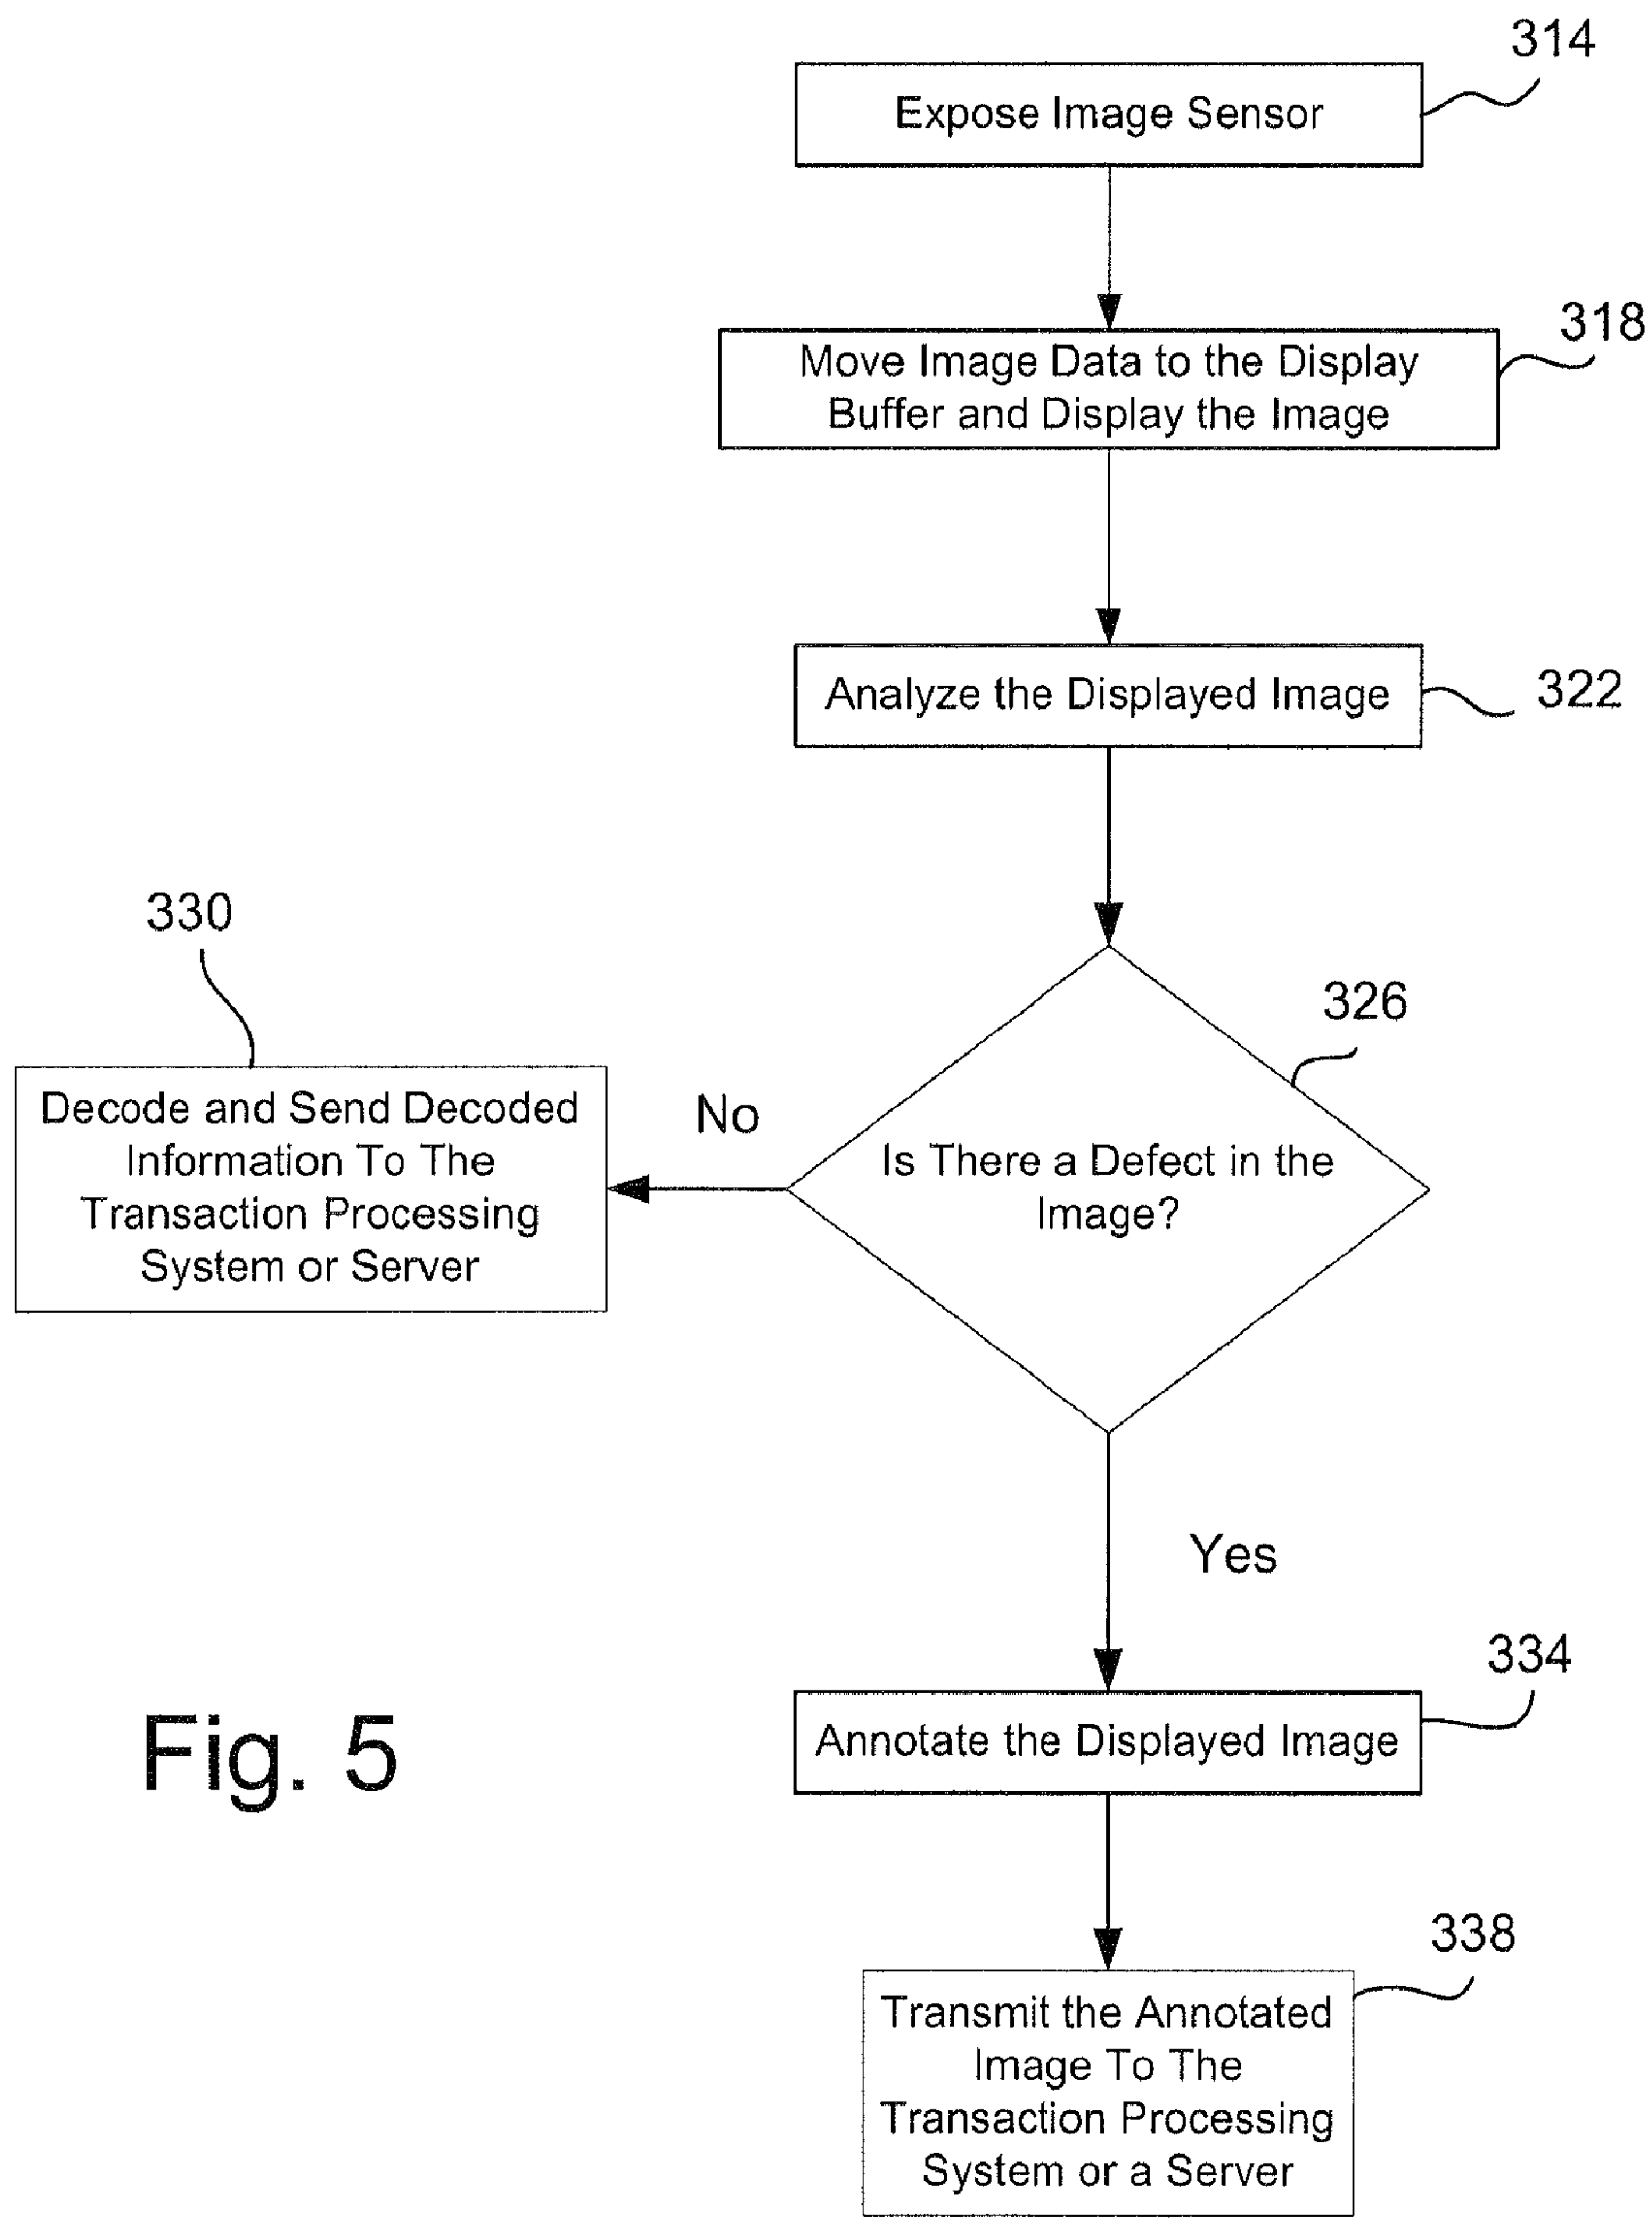 314
Expose Image Sensor
318
Move Image Data to the Display
Buffer and Display the Image
Analyze the Displayed Image
322
330
326
Decode and Send Decoded
Information To The
Transaction Processing
System or Server
No
Is There a Defect in the
Image?
Yes
334
Annotate the Displayed Image
Fig. 5
338
Transmit the Annotated
Image To The
Transaction Processing
System or a Server